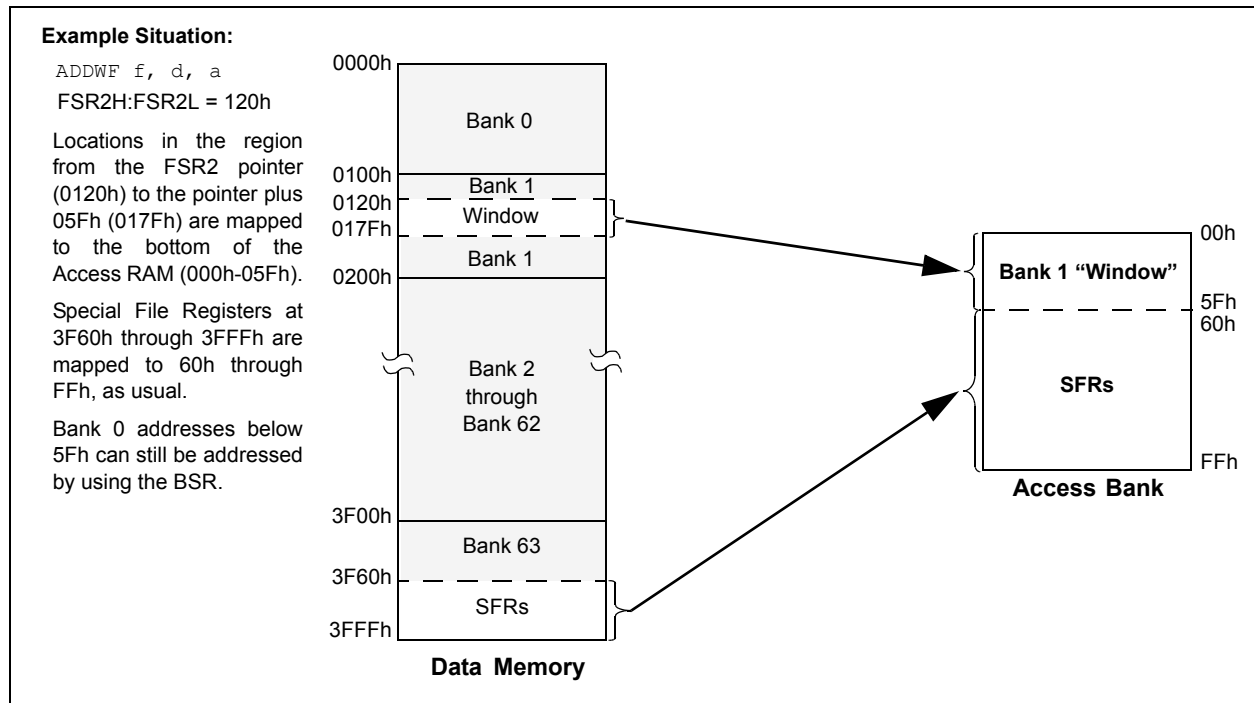 Example Situation:
ADDWF f, d, a
FSR2H:FSR2L = 120h
Locations in the region
from the FSR2 pointer
(0120h) to the pointer plus
05Fh (017Fh) are mapped
to the bottom of the
Access RAM (000h-05Fh).
Special File Registers at
3F60h through 3FFFh are
mapped to 60h through
FFh, as usual.
Bank 0 addresses below
5Fh can still be addressed
by using the BSR.
0000h
Bank 0
0100h
Bank 1
0120h
Window
017Fh
Bank 1
0200h
Bank 2
through
Bank 62
3F00h
Bank 63
3F60h
SFRs
3FFFh
Data Memory
00h
Bank 1 “Window”
5Fh
60h
SFRs
FFh
Access Bank